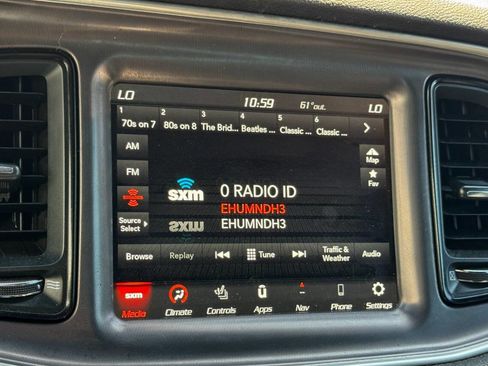 LO 10:59 61°out. LO
1 2 3 4 5 6
70s on 7 80s on 8 The Brid... Beatles ... Classic ... Classic ...
AM
Map
FM
sxm 0 RADIO ID
Fav
EHUMNDH3
Source Select EHUMNDH3
Browse Replay Tune Traffic & Weather Audio
sxm
Media Climate Controls Apps Nav Phone Settings